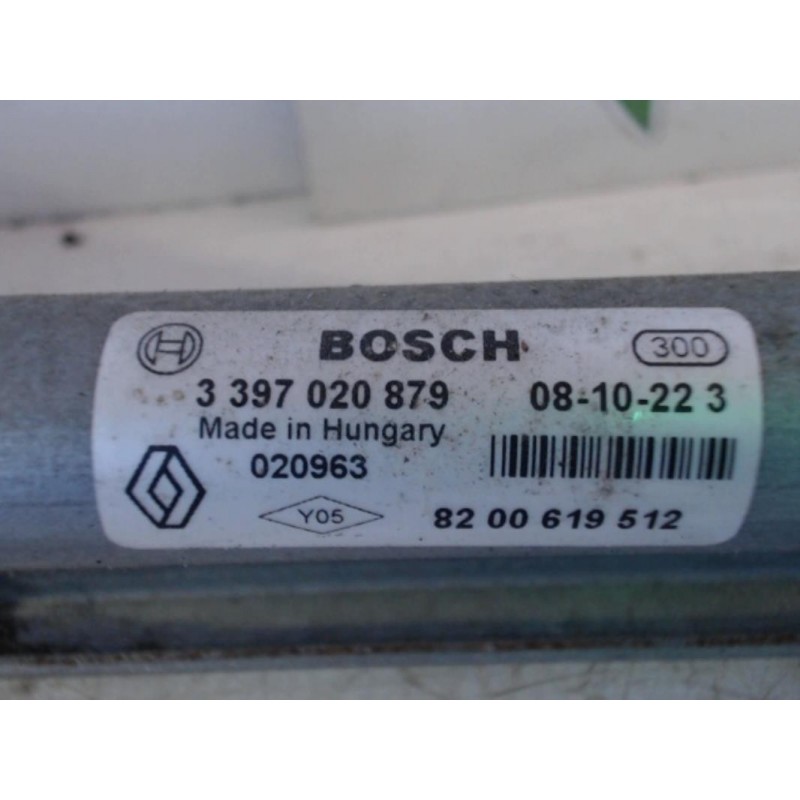 BOSCH 300
3 397 020 879 08-10-22 3
Made in Hungary
020963
Y05 82 00 619 512